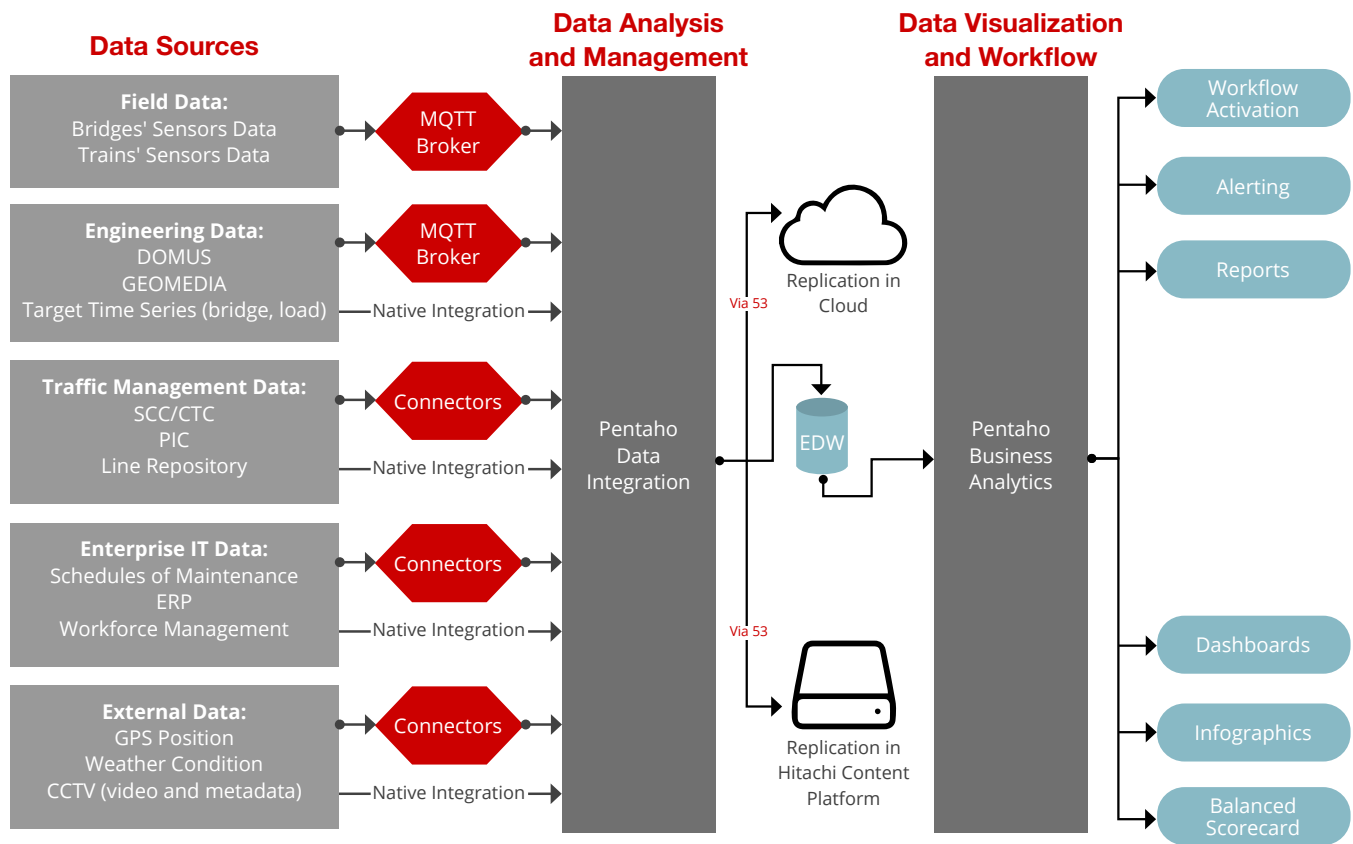 Data Sources
Data Analysis
and Management
Data Visualization
and Workflow
Field Data:
Bridges' Sensors Data
Trains' Sensors Data
MQTT
Broker
Engineering Data:
DOMUS
GEOMEDIA
Target Time Series (bridge, load)
MQTT
Broker
Native Integration
Traffic Management Data:
SCC/CTC
PIC
Line Repository
Connectors
Native Integration
Enterprise IT Data:
Schedules of Maintenance
ERP
Workforce Management
Connectors
Native Integration
External Data:
GPS Position
Weather Condition
CCTV (video and metadata)
Connectors
Native Integration
Pentaho
Data
Integration
Via 53
Replication in
Cloud
EDW
Via 53
Replication in
Hitachi Content
Platform
Pentaho
Business
Analytics
Workflow
Activation
Alerting
Reports
Dashboards
Infographics
Balanced
Scorecard